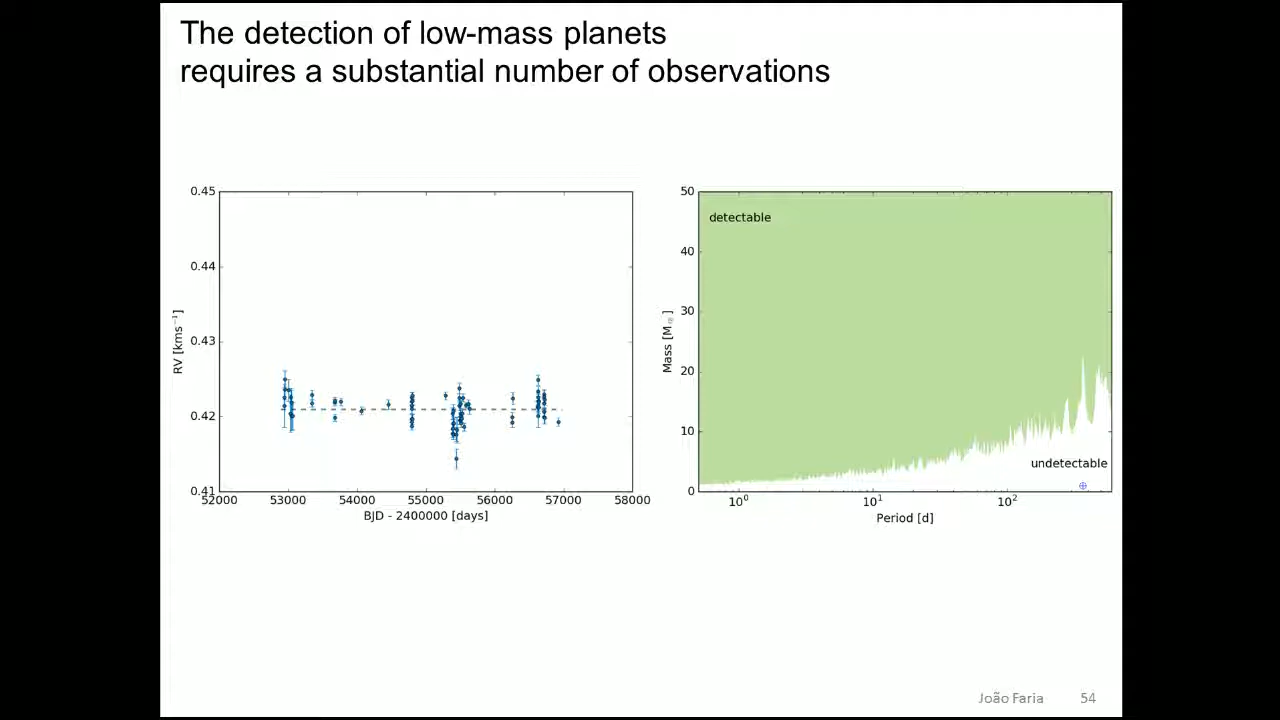 The detection of low-mass planets
requires a substantial number of observations
0.45
0.44
0.43
0.42
0.41
RV [kms⁻¹]
52000 53000 54000 55000 56000 57000 58000
BJD - 2400000 [days]
50
40
30
20
10
0
Mass [M⊕]
detectable
undetectable
10⁰ 10¹ 10²
Period [d]
João Faria 54